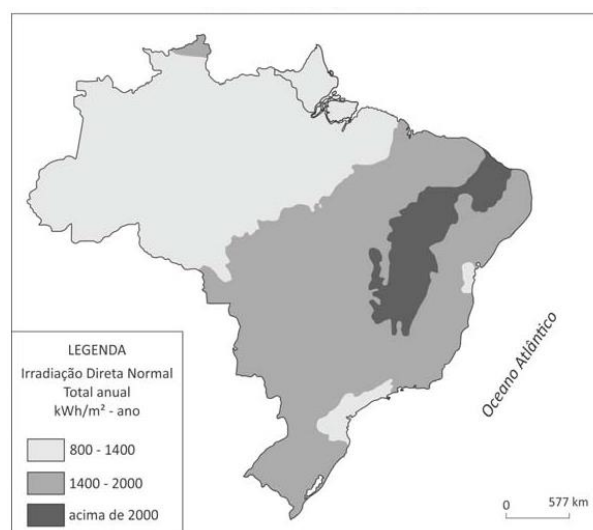 LEGENDA
Irradiação Direta Normal
Total anual
kWh/m² - ano
800 - 1400
1400 - 2000
acima de 2000
Oceano Atlântico
0 577 km